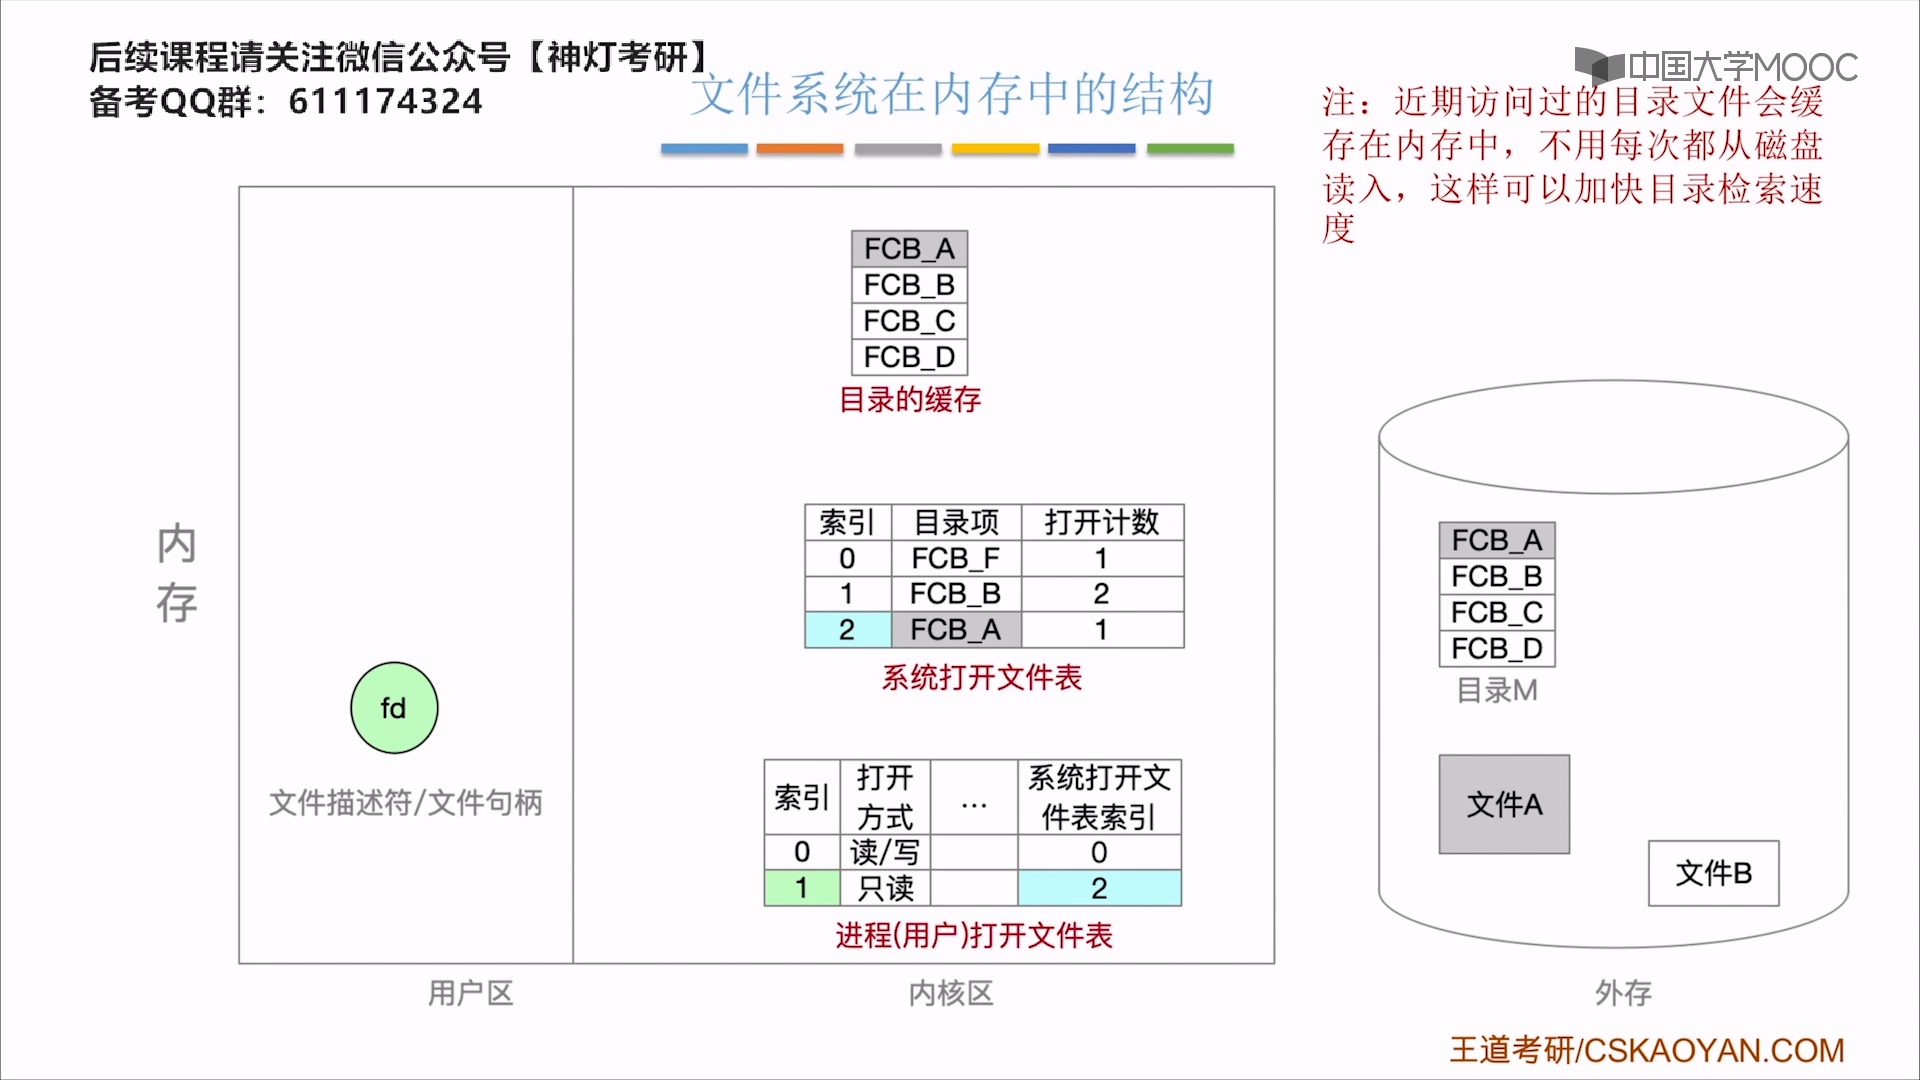 后续课程请关注微信公众号【神灯考研】
备考QQ群：611174324
中国大学MOOC
文件系统在内存中的结构
注：近期访问过的目录文件会缓
存在内存中，不用每次都从磁盘
读入，这样可以加快目录检索速
度
FCB_A
FCB_B
FCB_C
FCB_D
目录的缓存
内
存
索引 目录项 打开计数
0 FCB_F 1
1 FCB_B 2
2 FCB_A 1
系统打开文件表
fd
文件描述符/文件句柄
索引 打开方式 … 系统打开文件表索引
0 读/写 0
1 只读 2
进程(用户)打开文件表
用户区
内核区
FCB_A
FCB_B
FCB_C
FCB_D
目录M
文件A
文件B
外存
王道考研/CSKAOYAN.COM